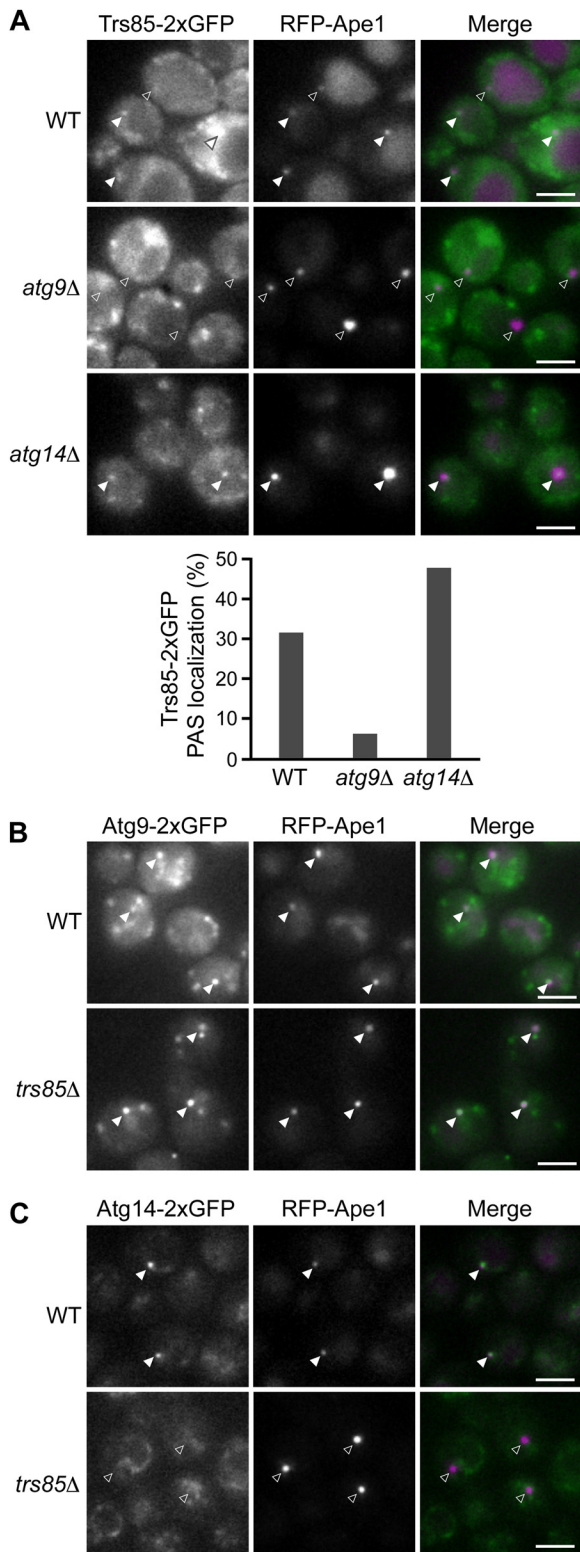 A
Trs85-2xGFP RFP-Ape1 Merge
WT
atg9Δ
atg14Δ
Trs85-2xGFP
PAS localization (%)
50
40
30
20
10
0
WT atg9Δ atg14Δ
B
Atg9-2xGFP RFP-Ape1 Merge
WT
trs85Δ
C
Atg14-2xGFP RFP-Ape1 Merge
WT
trs85Δ